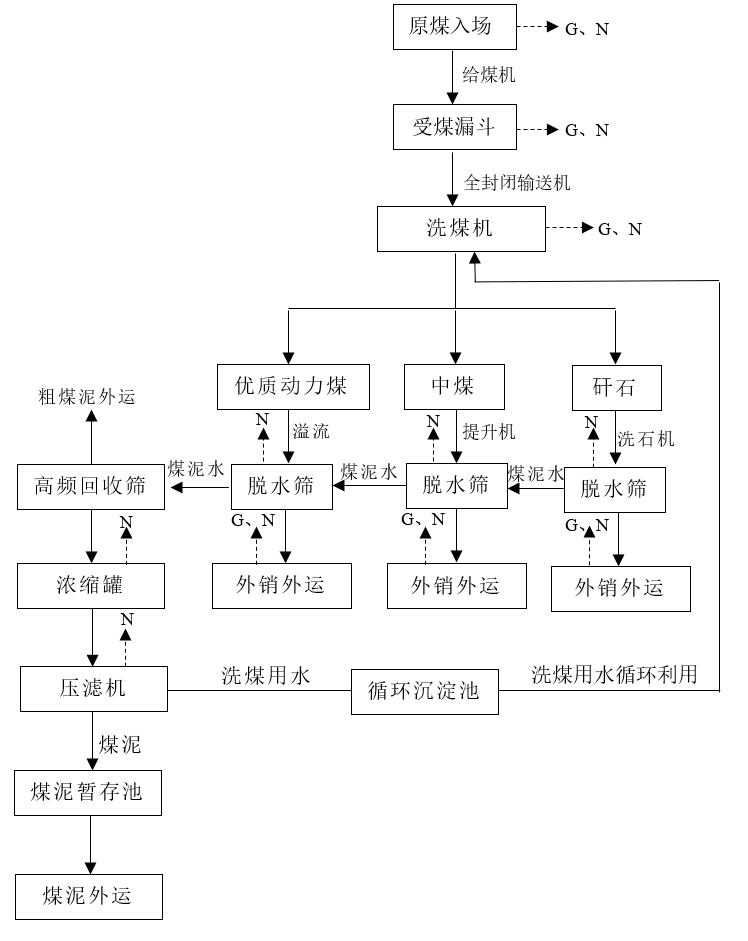 原煤入场
G、N
给煤机
受煤漏斗
G、N
全封闭输送机
洗煤机
G、N
优质动力煤
中煤
矸石
粗煤泥外运
N
溢流
N
提升机
N
洗石机
煤泥水
煤泥水
煤泥水
高频回收筛
脱水筛
脱水筛
脱水筛
N
G、N
G、N
G、N
浓缩罐
外销外运
外销外运
外销外运
N
压滤机
洗煤用水
循环沉淀池
洗煤用水循环利用
煤泥
煤泥暂存池
煤泥外运